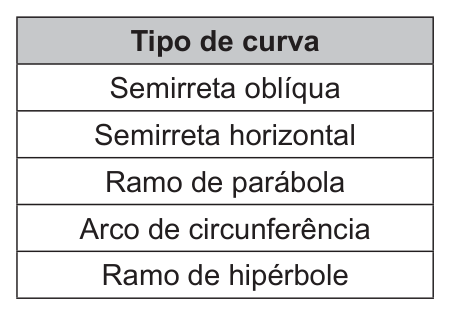 Tipo de curva
Semirreta oblíqua
Semirreta horizontal
Ramo de parábola
Arco de circunferência
Ramo de hipérbole